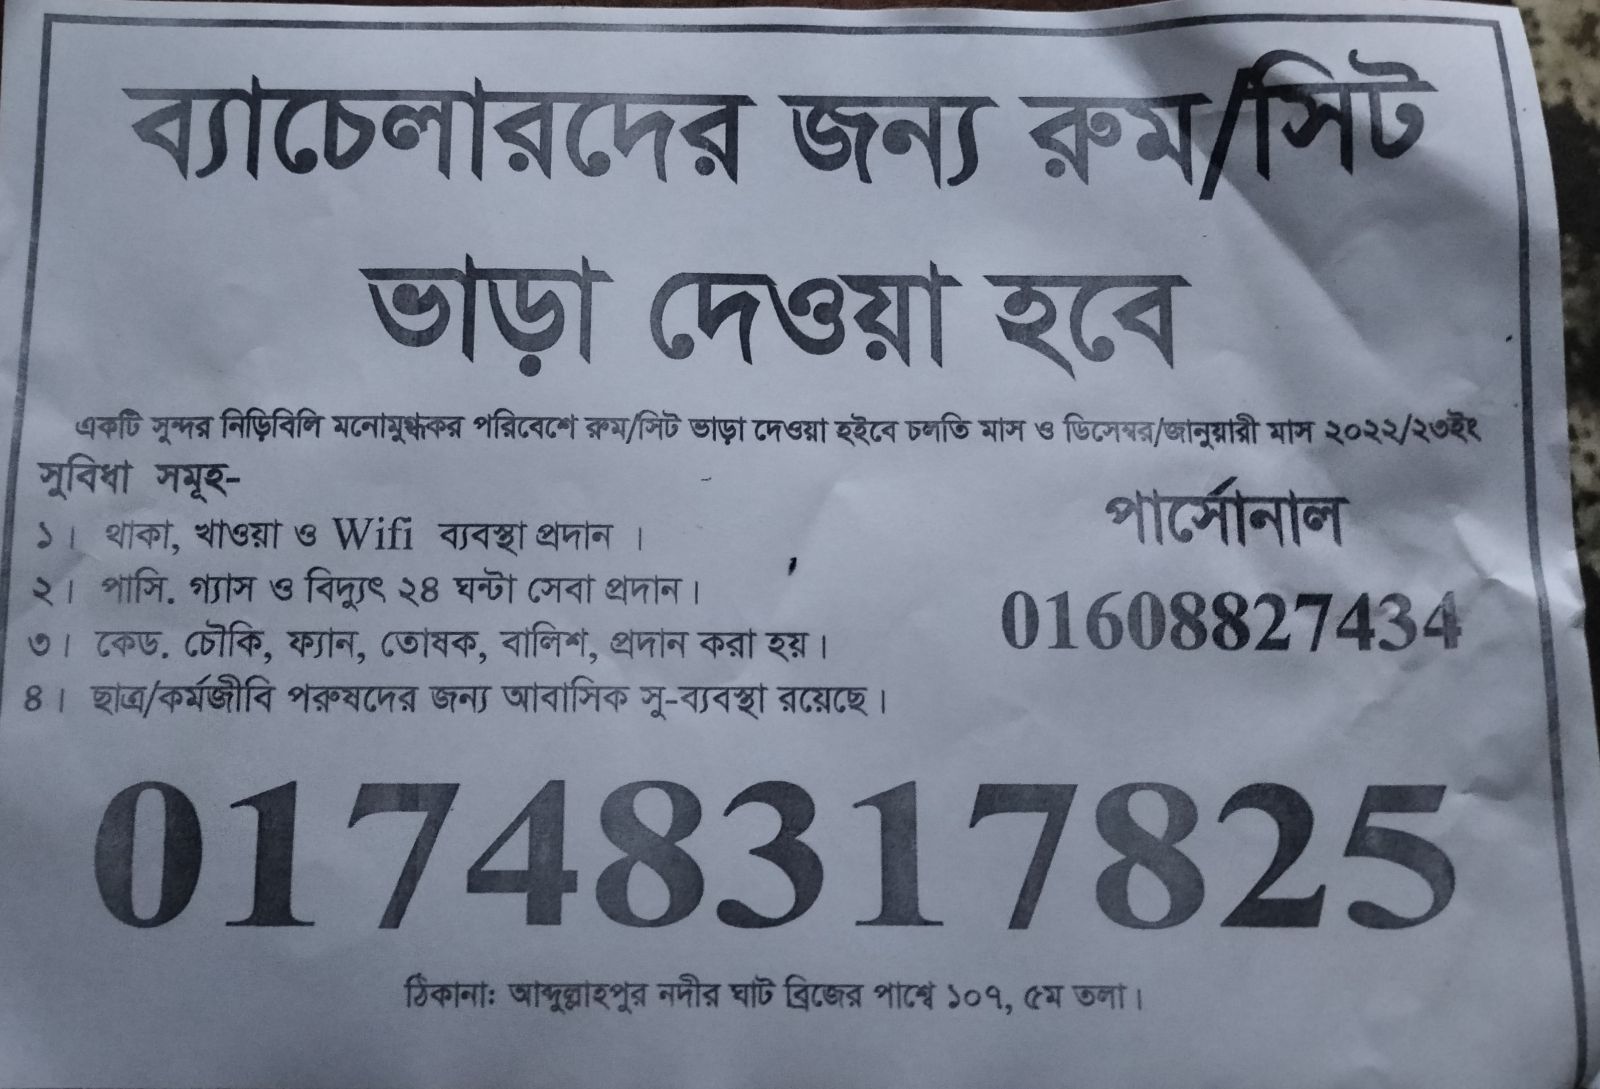 ব্যাচেলারদের জন্য রুম/সিট
ভাড়া দেওয়া হবে
একটি সুন্দর নিড়িবিলি মনোমুগ্ধকর পরিবেশে রুম/সিট ভাড়া দেওয়া হইবে চলতি মাস ও ডিসেম্বর/জানুয়ারী মাস ২০২২/২৩ইং
সুবিধা সমূহ-
১। থাকা, খাওয়া ও Wifi ব্যবস্থা প্রদান ।
২। পাসি. গ্যাস ও বিদ্যুৎ ২৪ ঘন্টা সেবা প্রদান।
৩। কেড. চৌকি, ফ্যান, তোষক, বালিশ, প্রদান করা হয়।
৪। ছাত্র/কর্মজীবি পরুষদের জন্য আবাসিক সু-ব্যবস্থা রয়েছে।
পার্সোনাল
01608827434
01748317825
ঠিকানা: আব্দুল্লাহপুর নদীর ঘাট ব্রিজের পাশ্বে ১০৭, ৫ম তলা।